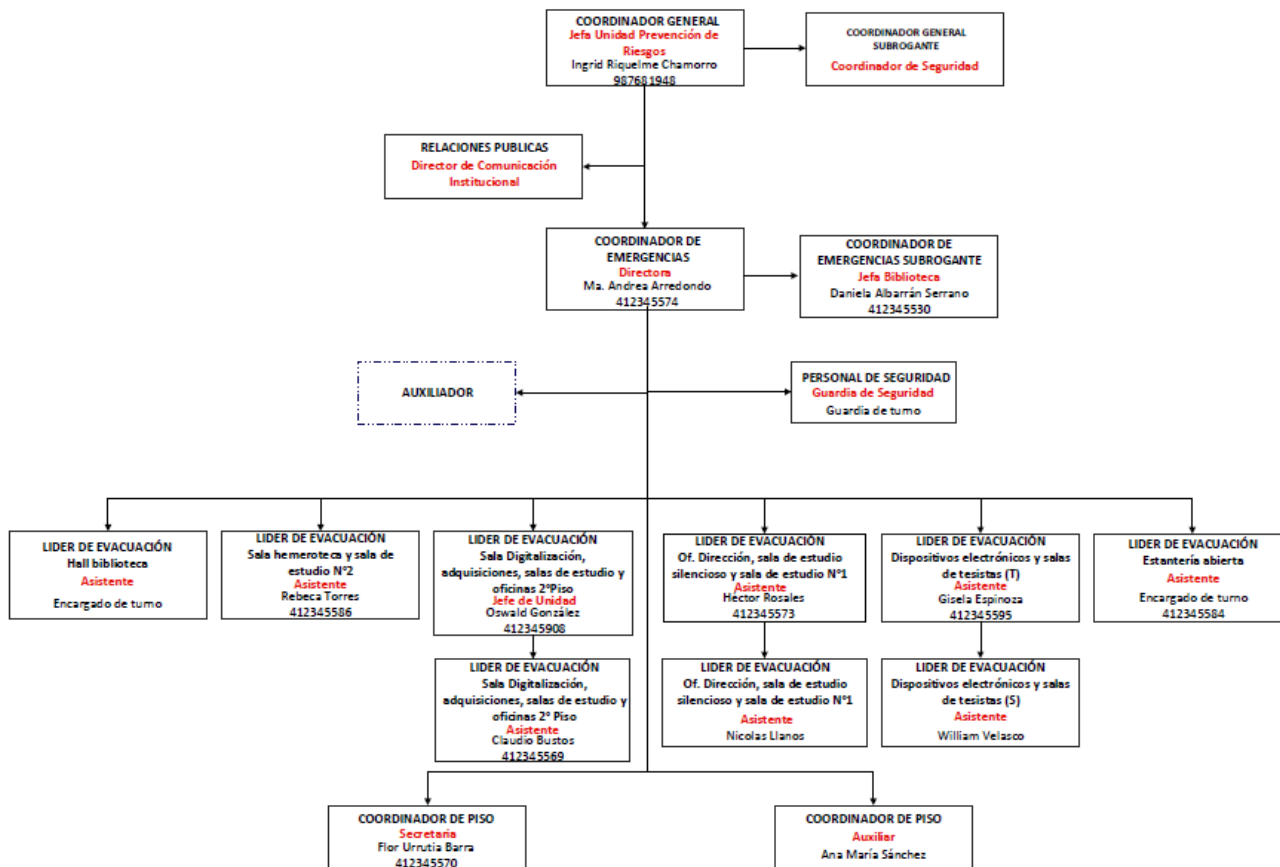 COORDINADOR GENERAL
Jefa Unidad Prevención de
Riesgos
Ingrid Riquelme Chamorro
987681948
COORDINADOR GENERAL
SUBROGANTE
Coordinador de Seguridad
RELACIONES PUBLICAS
Director de Comunicación
Institucional
COORDINADOR DE
EMERGENCIAS
Directora
Ma. Andrea Arredondo
412345574
COORDINADOR DE
EMERGENCIAS SUBROGANTE
Jefa Biblioteca
Daniela Albarrán Serrano
412345530
AUXILIADOR
PERSONAL DE SEGURIDAD
Guardia de Seguridad
Guardia de turno
LIDER DE EVACUACIÓN
Hall biblioteca
Asistente
Encargado de turno
LIDER DE EVACUACIÓN
Sala hemeroteca y sala de
estudio N°2
Asistente
Rebeca Torres
412345586
LIDER DE EVACUACIÓN
Sala Digitalización,
adquisiciones, salas de estudio y
oficinas 2°Piso
Jefe de Unidad
Oswald González
412345908
LIDER DE EVACUACIÓN
Of. Dirección, sala de estudio
silencioso y sala de estudio N°1
Asistente
Héctor Rosales
412345573
LIDER DE EVACUACIÓN
Dispositivos electrónicos y salas
de tesistas (T)
Asistente
Gisela Espinoza
412345595
LIDER DE EVACUACIÓN
Estantería abierta
Asistente
Encargado de turno
412345584
LIDER DE EVACUACIÓN
Sala Digitalización,
adquisiciones, salas de estudio y
oficinas 2° Piso
Asistente
Claudio Bustos
412345569
LIDER DE EVACUACIÓN
Of. Dirección, sala de estudio
silencioso y sala de estudio N°1
Asistente
Nicolas Llanos
LIDER DE EVACUACIÓN
Dispositivos electrónicos y salas
de tesistas (S)
Asistente
William Velasco
COORDINADOR DE PISO
Secretaria
Flor Urrutia Barra
412345570
COORDINADOR DE PISO
Auxiliar
Ana María Sánchez